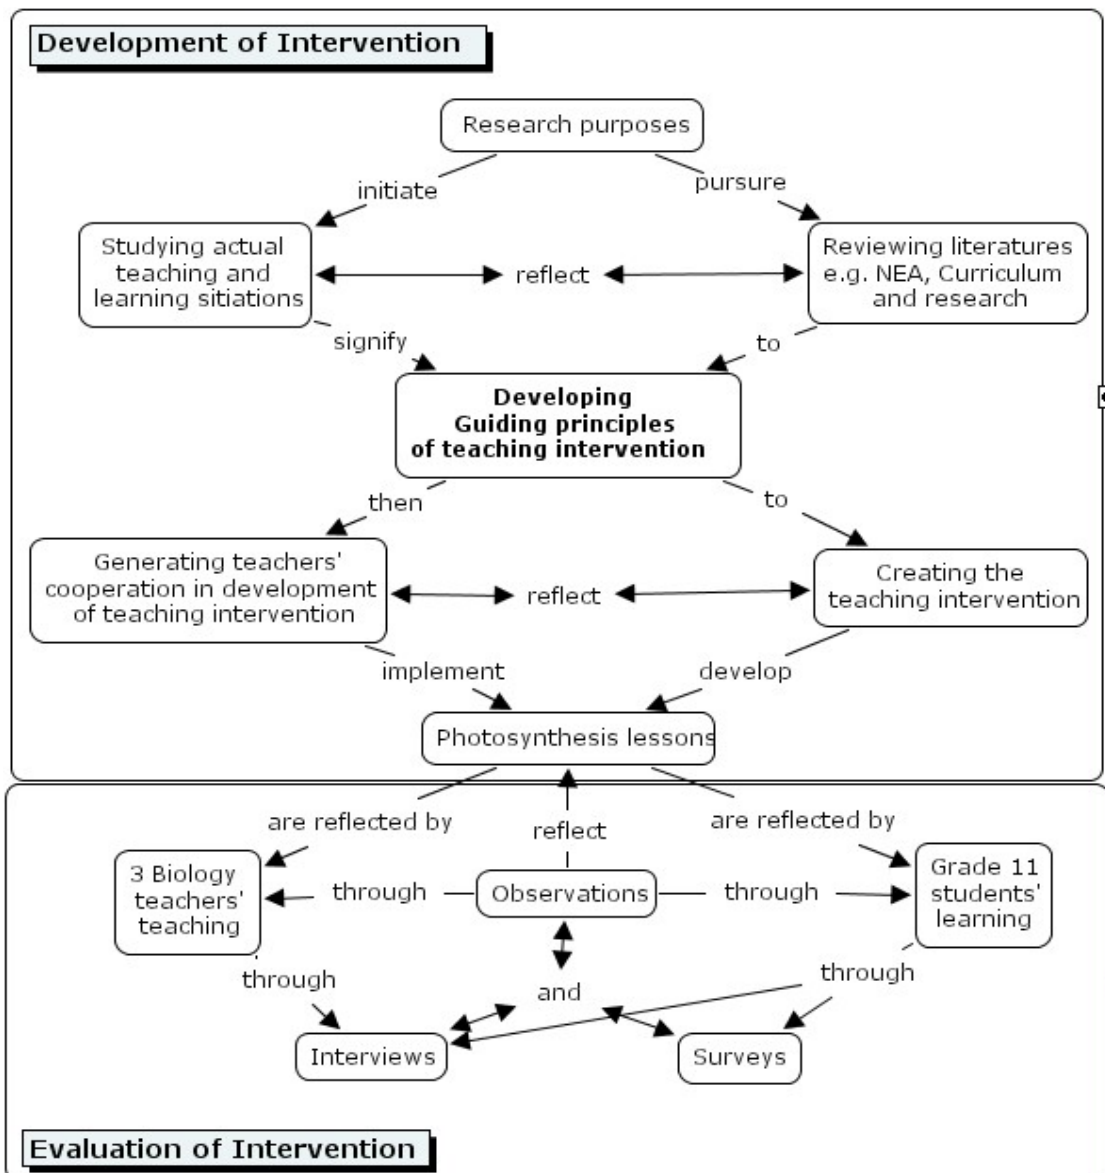 Development of Intervention
Research purposes
initiate
pursure
Studying actual
teaching and
learning sitiations
reflect
Reviewing literatures
e.g. NEA, Curriculum
and research
signify
to
Developing
Guiding principles
of teaching intervention
then
to
Generating teachers'
cooperation in development
of teaching intervention
reflect
Creating the
teaching intervention
implement
develop
Photosynthesis lessons
are reflected by
reflect
are reflected by
3 Biology
teachers'
teaching
through
Observations
through
Grade 11
students'
learning
through
and
through
Interviews
Surveys
Evaluation of Intervention